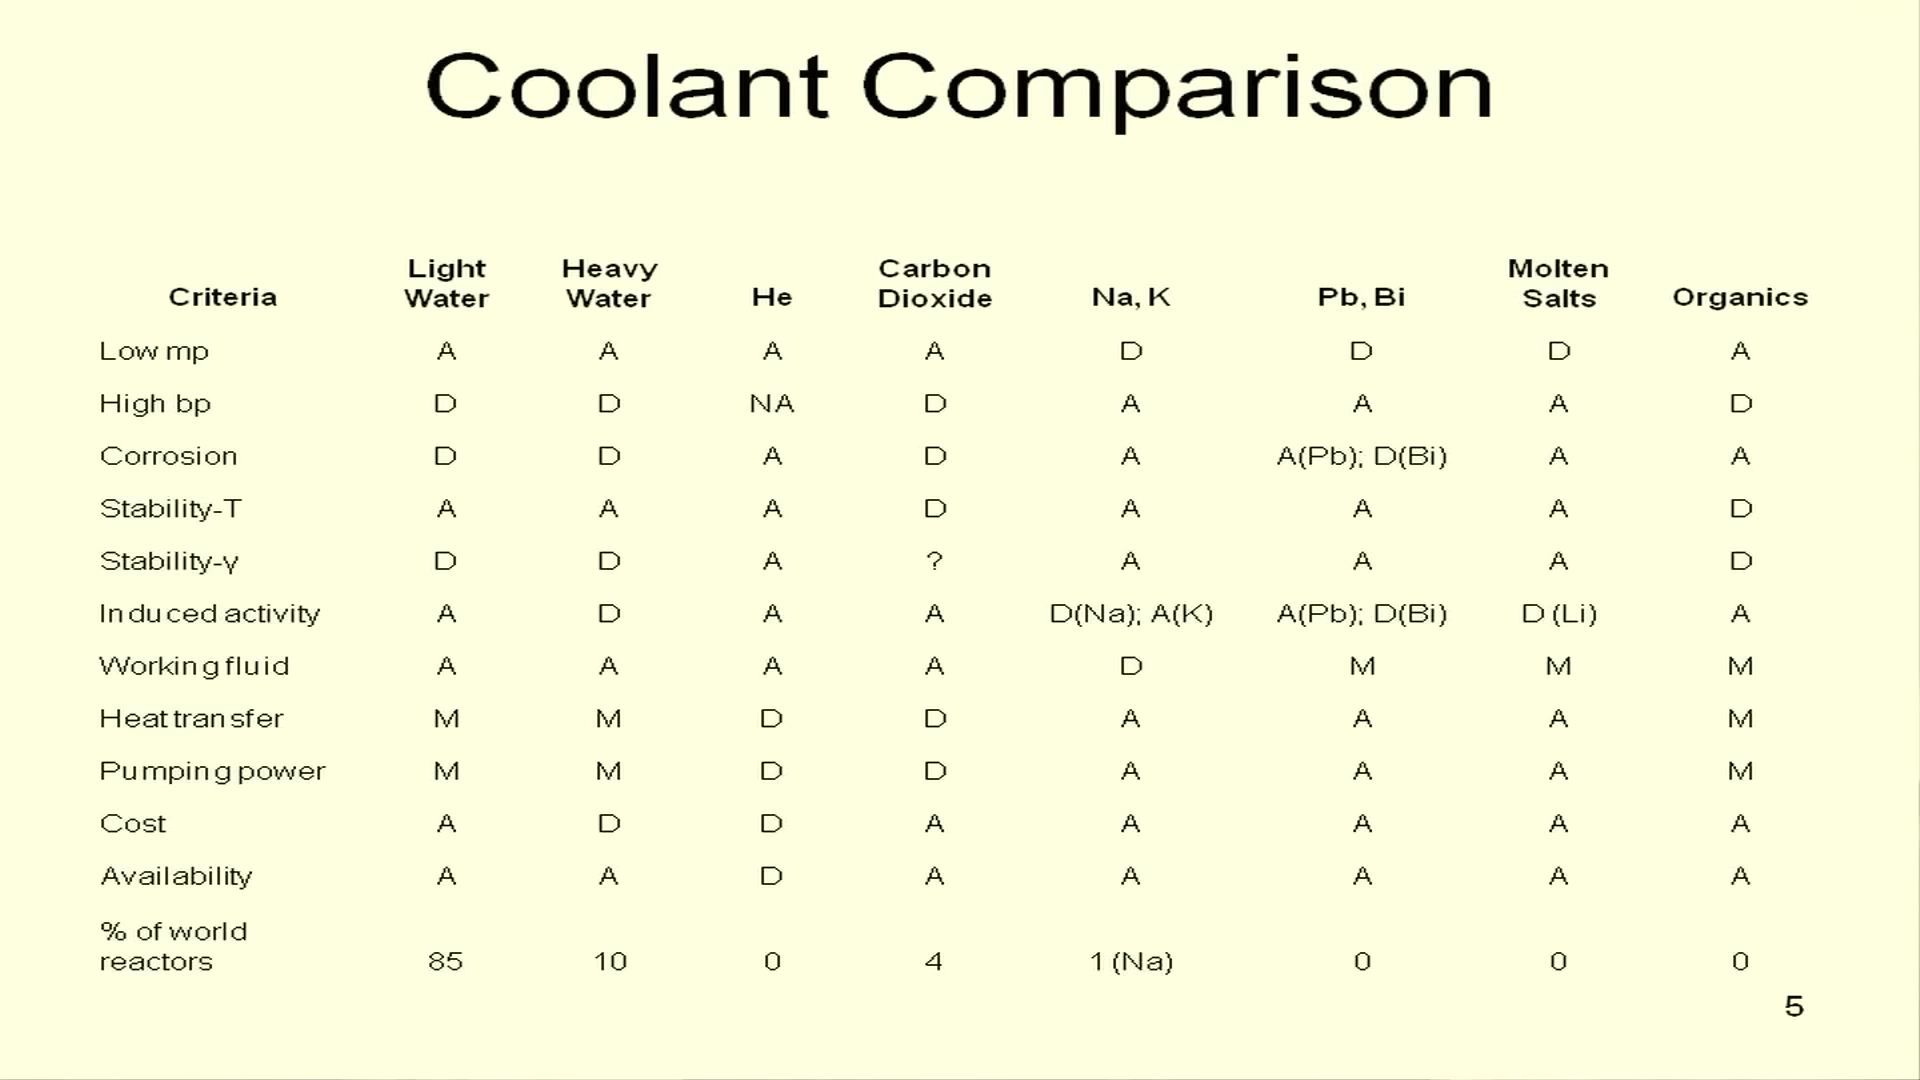 Coolant Comparison
Criteria Light Water Heavy Water He Carbon Dioxide Na, K Pb, Bi Molten Salts Organics
Low mp A A A A D D D A
High bp D D NA D A A A D
Corrosion D D A D A A(Pb); D(Bi) A A
Stability-T A A A D A A A D
Stability-γ D D A ? A A A D
Induced activity A D A A D(Na); A(K) A(Pb); D(Bi) D (Li) A
Working fluid A A A A D M M M
Heat transfer M M D D A A A M
Pumping power M M D D A A A M
Cost A D D A A A A A
Availability A A D A A A A A
% of world reactors 85 10 0 4 1 (Na) 0 0 0
5